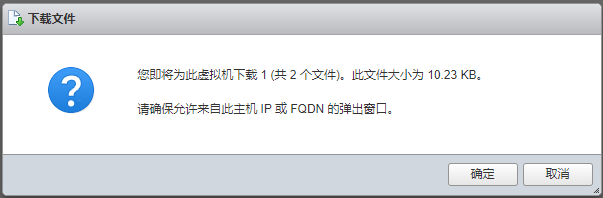 下载文件
您即将为此虚拟机下载 1 (共 2 个文件)。此文件大小为 10.23 KB。
请确保允许来自此主机 IP 或 FQDN 的弹出窗口。
确定 取消